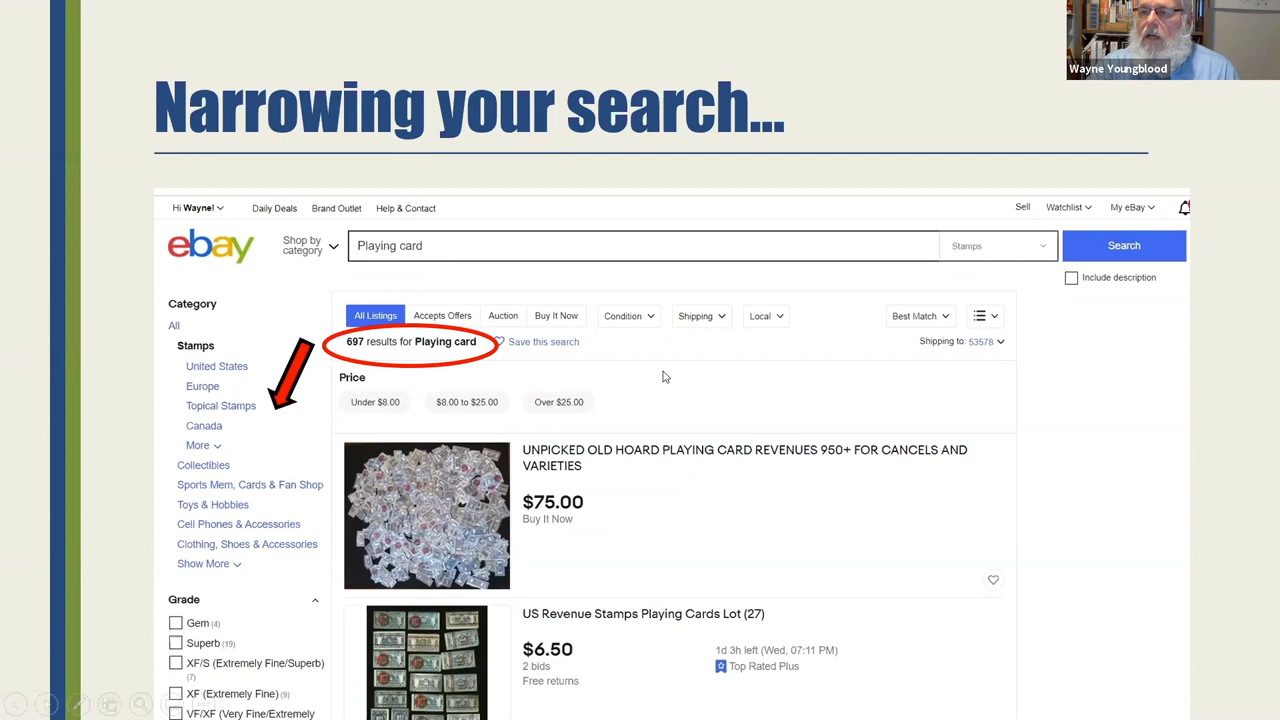 Wayne Youngblood
Narrowing your search...
Hi Wayne!
Daily Deals
Brand Outlet
Help & Contact
Sell
Watchlist
My eBay
ebay
Shop by
category
Playing card
Stamps
Search
Include description
Category
All
Stamps
United States
Europe
Topical Stamps
Canada
More
Collectibles
Sports Mem, Cards & Fan Shop
Toys & Hobbies
Cell Phones & Accessories
Clothing, Shoes & Accessories
Show More
Grade
Gem (4)
Superb (19)
XF/S (Extremely Fine/Superb)
(7)
XF (Extremely Fine) (9)
VF/XF (Very Fine/Extremely
All Listings
Accepts Offers
Auction
Buy It Now
Condition
Shipping
Local
Best Match
697 results for Playing card
Save this search
Shipping to: 53578
Price
Under $8.00
$8.00 to $25.00
Over $25.00
UNPICKED OLD HOARD PLAYING CARD REVENUES 950+ FOR CANCELS AND
VARIETIES
$75.00
Buy It Now
US Revenue Stamps Playing Cards Lot (27)
$6.50
2 bids
Free returns
1d 3h left (Wed, 07:11 PM)
Top Rated Plus